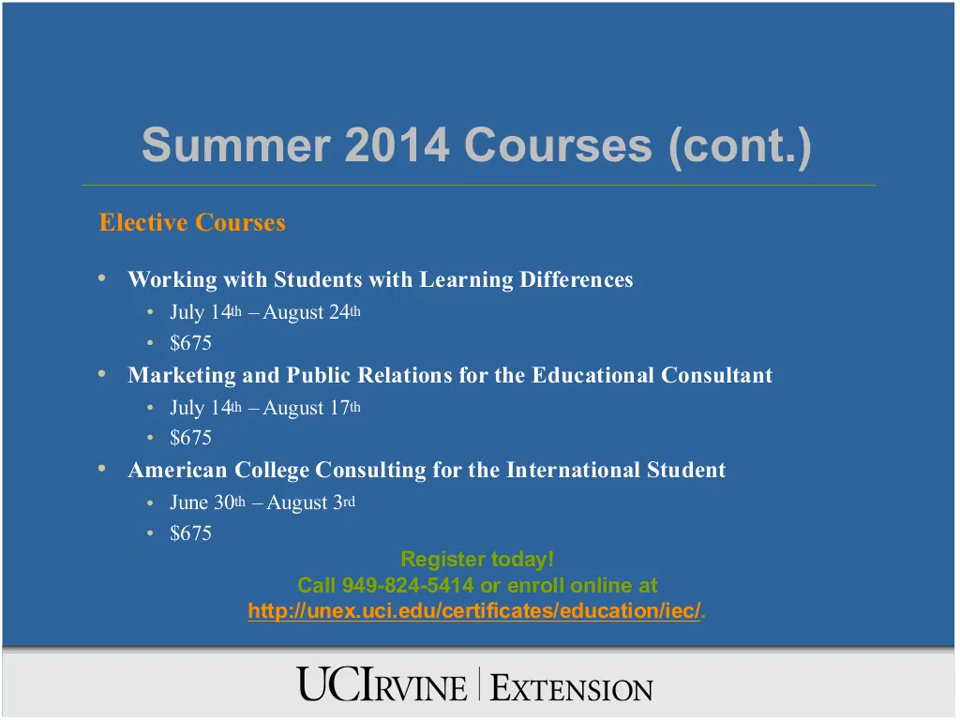 Summer 2014 Courses (cont.)
Elective Courses
• Working with Students with Learning Differences
• July 14th – August 24th
• $675
• Marketing and Public Relations for the Educational Consultant
• July 14th – August 17th
• $675
• American College Consulting for the International Student
• June 30th – August 3rd
• $675
Register today!
Call 949-824-5414 or enroll online at
http://unex.uci.edu/certificates/education/iec/.
UCIRVINE | EXTENSION